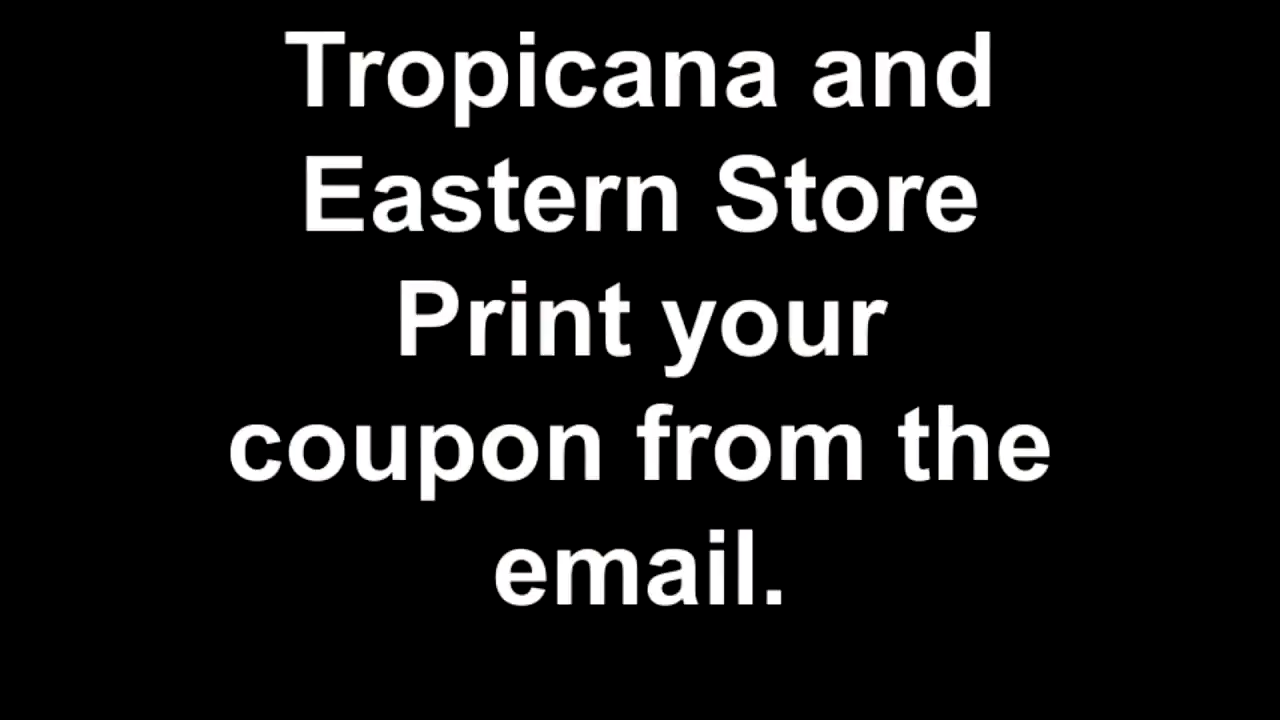 Tropicana and
Eastern Store
Print your
coupon from the
email.